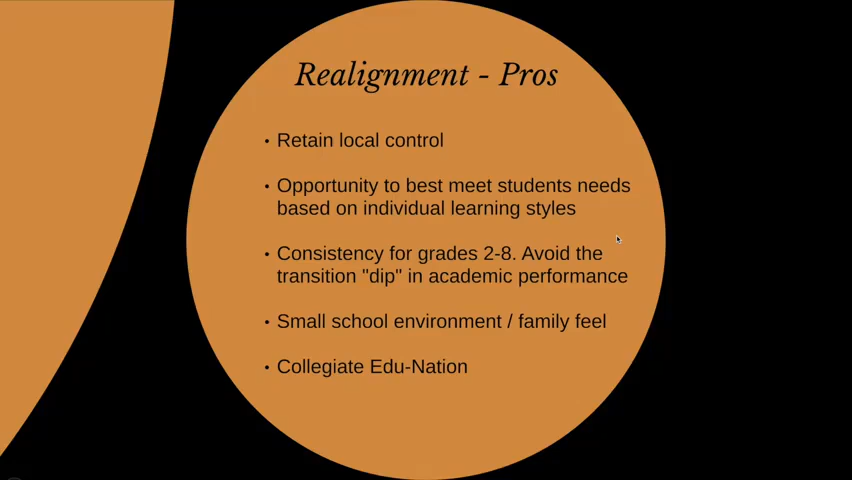 Realignment - Pros
• Retain local control
• Opportunity to best meet students needs
based on individual learning styles
• Consistency for grades 2-8. Avoid the
transition "dip" in academic performance
• Small school environment / family feel
• Collegiate Edu-Nation